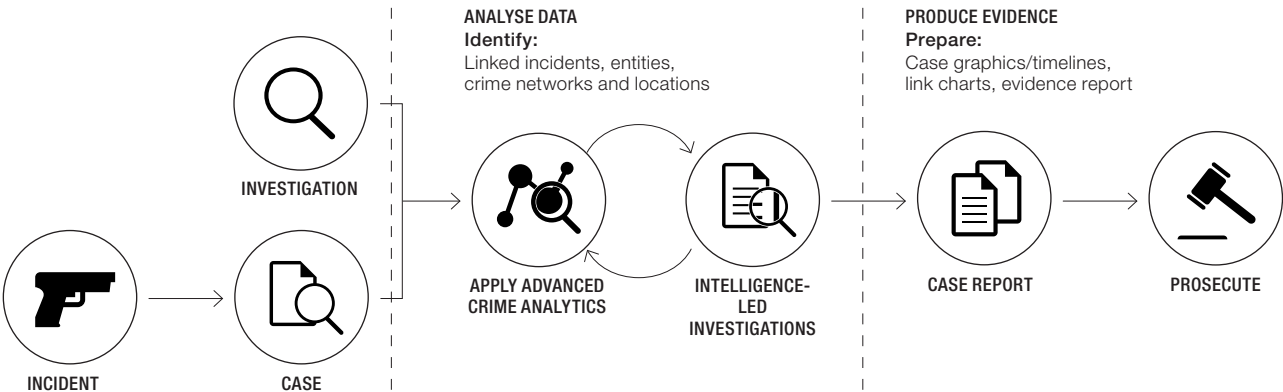 ANALYSE DATA
Identify:
Linked incidents, entities,
crime networks and locations
PRODUCE EVIDENCE
Prepare:
Case graphics/timelines,
link charts, evidence report
INVESTIGATION
INCIDENT
CASE
APPLY ADVANCED
CRIME ANALYTICS
INTELLIGENCE-
LED
INVESTIGATIONS
CASE REPORT
PROSECUTE